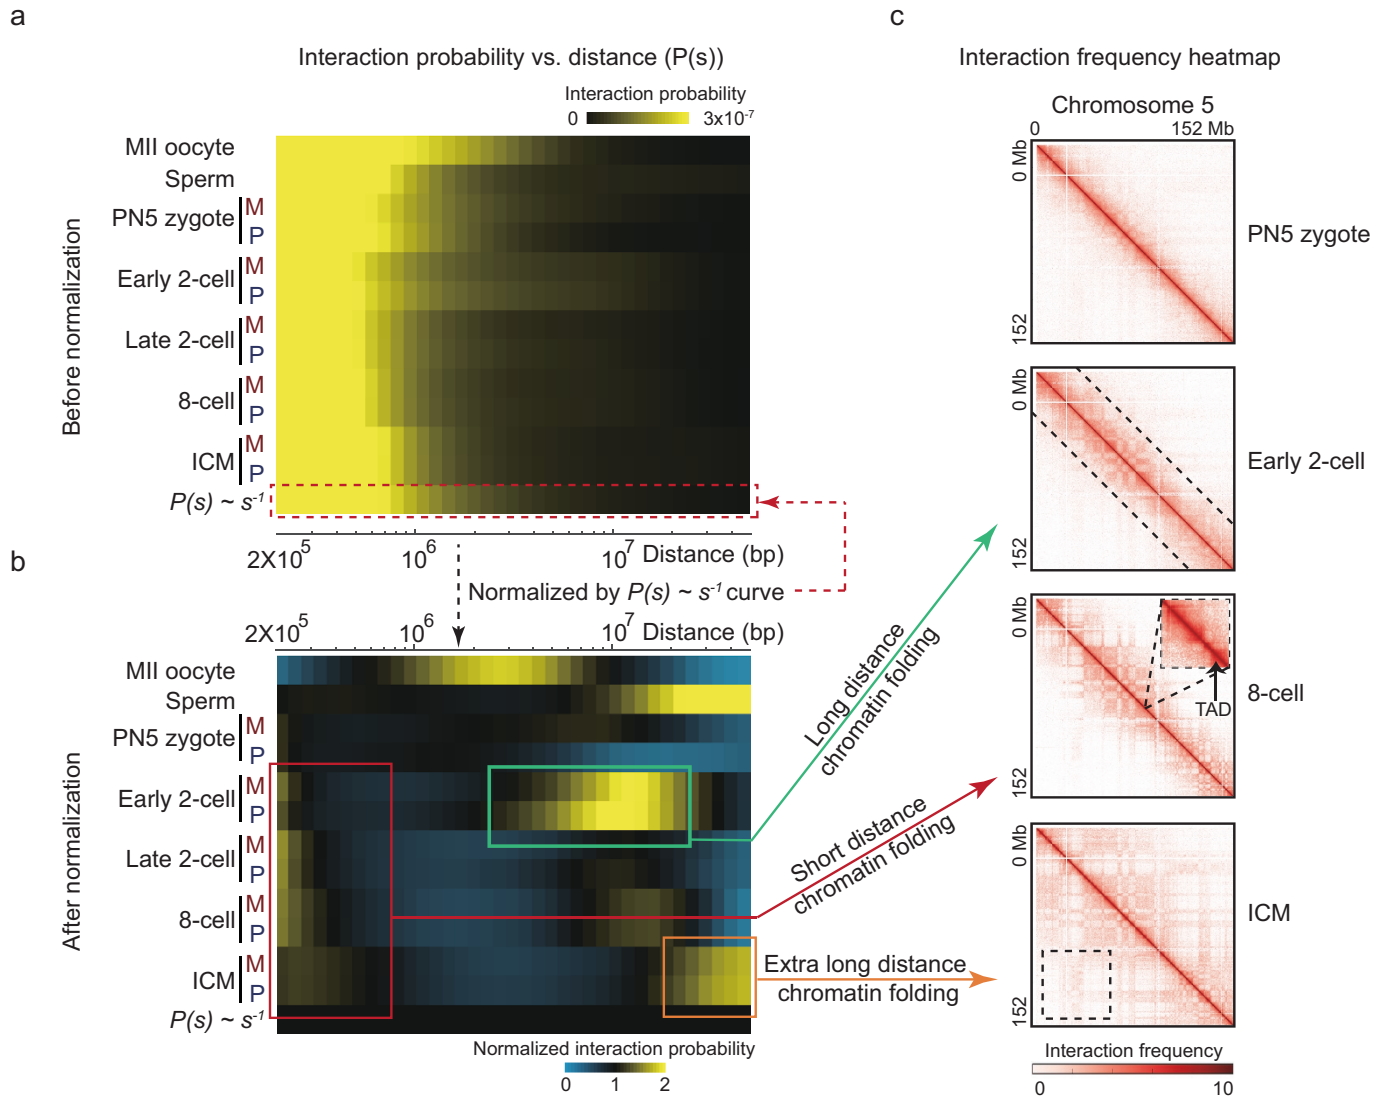 a
Interaction probability vs. distance (P(s))
Interaction probability
0 3x10⁻⁷
Before normalization
MII oocyte
Sperm
PN5 zygote M P
Early 2-cell M P
Late 2-cell M P
8-cell M P
ICM M P
P(s) ~ s⁻¹
2X10⁵ 10⁶ 10⁷ Distance (bp)
Normalized by P(s) ~ s⁻¹ curve
b
2X10⁵ 10⁶ 10⁷ Distance (bp)
After normalization
MII oocyte
Sperm
PN5 zygote M P
Early 2-cell M P
Late 2-cell M P
8-cell M P
ICM M P
P(s) ~ s⁻¹
Normalized interaction probability
0 1 2
Long distance
chromatin folding
Short distance
chromatin folding
Extra long distance
chromatin folding
c
Interaction frequency heatmap
Chromosome 5
0 152 Mb
0 Mb
152
PN5 zygote
0 Mb
152
Early 2-cell
0 Mb
152
TAD
8-cell
0 Mb
152
ICM
Interaction frequency
0 10